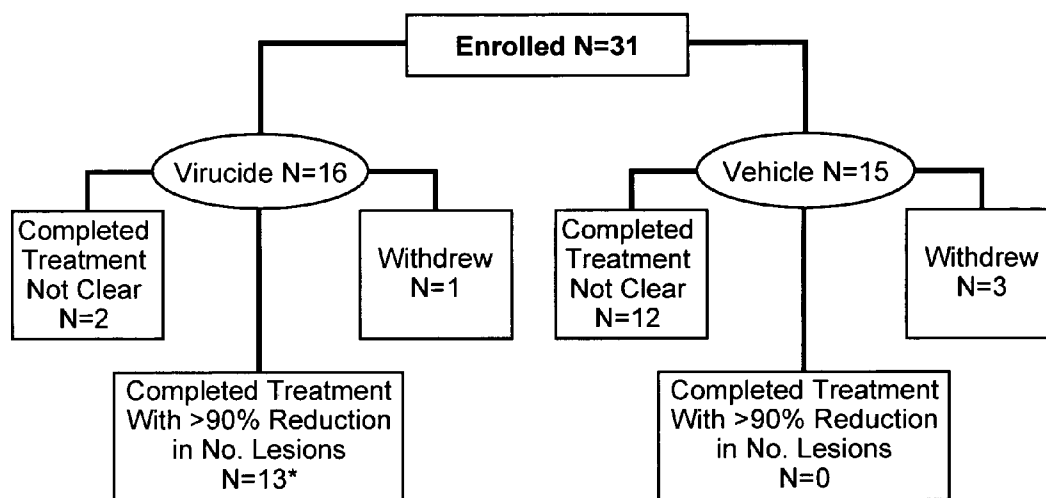 Enrolled N=31
Virucide N=16
Vehicle N=15
Completed
Treatment
Not Clear
N=2
Withdrew
N=1
Completed
Treatment
Not Clear
N=12
Withdrew
N=3
Completed Treatment
With >90% Reduction
in No. Lesions
N=13*
Completed Treatment
With >90% Reduction
in No. Lesions
N=0